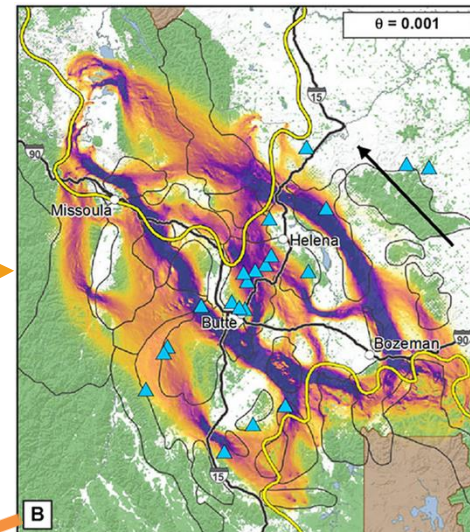 θ = 0.001
15
90
Missoula
Helena
Butte
Bozeman
90
15
B